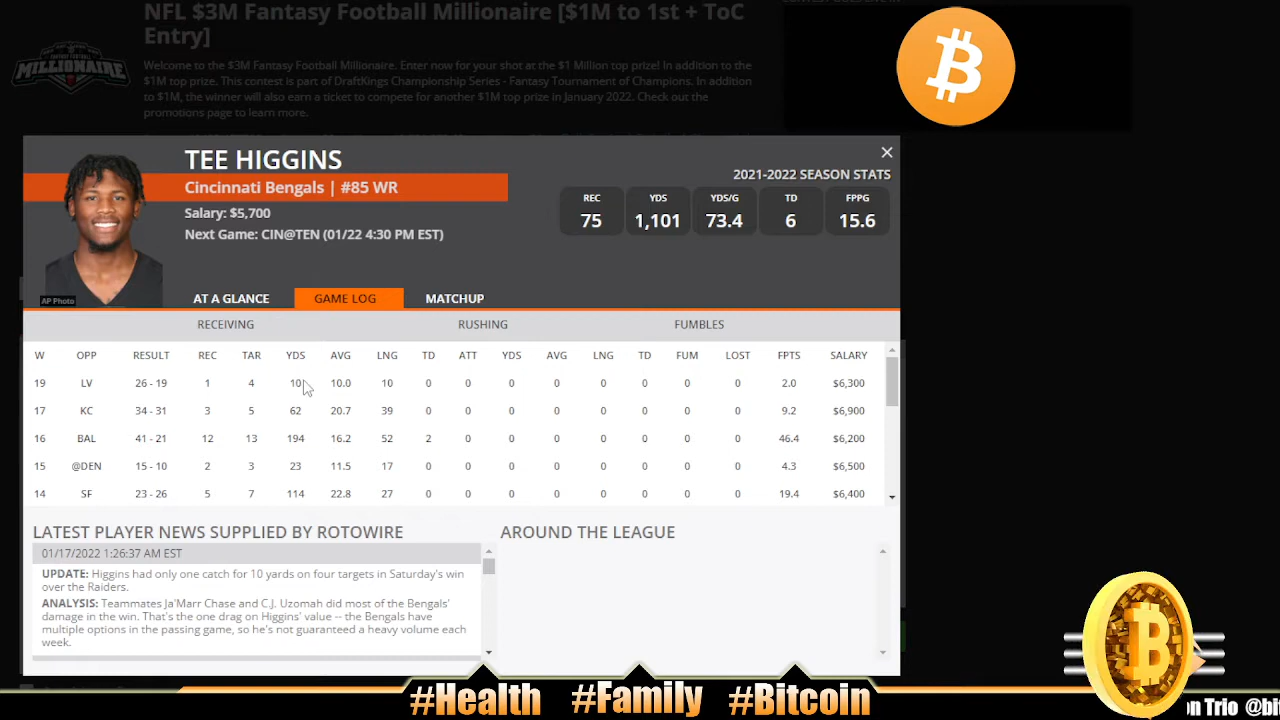 NFL $3M Fantasy Football Millionaire [$1M to 1st + ToC
Entry]
MILLIONAIRE
Welcome to the $3M Fantasy Football Millionaire. Enter now for your shot at the $1 Million top prize! In addition to the
$1M top prize. This contest is part of DraftKings Championship Series - Fantasy Tournament of Champions. In addition
to $1M, the winner will also earn a ticket to compete for another $1M top prize in January 2022. Check out the
promotions page to learn more.
TEE HIGGINS
Cincinnati Bengals | #85 WR
Salary: $5,700
Next Game: CIN@TEN (01/22 4:30 PM EST)
AP Photo
2021-2022 SEASON STATS
REC YDS YDS/G TD FPPG
75 1,101 73.4 6 15.6
AT A GLANCE GAME LOG MATCHUP
RECEIVING RUSHING FUMBLES
W OPP RESULT REC TAR YDS AVG LNG TD ATT YDS AVG LNG TD FUM LOST FPTS SALARY
19 LV 26 - 19 1 4 10 10.0 10 0 0 0 0 0 0 0 0 2.0 $6,300
17 KC 34 - 31 3 5 62 20.7 39 0 0 0 0 0 0 0 0 9.2 $6,900
16 BAL 41 - 21 12 13 194 16.2 52 2 0 0 0 0 0 0 0 46.4 $6,200
15 @DEN 15 - 10 2 3 23 11.5 17 0 0 0 0 0 0 0 0 4.3 $6,500
14 SF 23 - 26 5 7 114 22.8 27 0 0 0 0 0 0 0 0 19.4 $6,400
LATEST PLAYER NEWS SUPPLIED BY ROTOWIRE
01/17/2022 1:26:37 AM EST
UPDATE: Higgins had only one catch for 10 yards on four targets in Saturday's win
over the Raiders.
ANALYSIS: Teammates Ja'Marr Chase and C.J. Uzomah did most of the Bengals'
damage in the win. That's the one drag on Higgins' value -- the Bengals have
multiple options in the passing game, so he's not guaranteed a heavy volume each
week.
AROUND THE LEAGUE
#Health #Family #Bitcoin
on Trio @bi